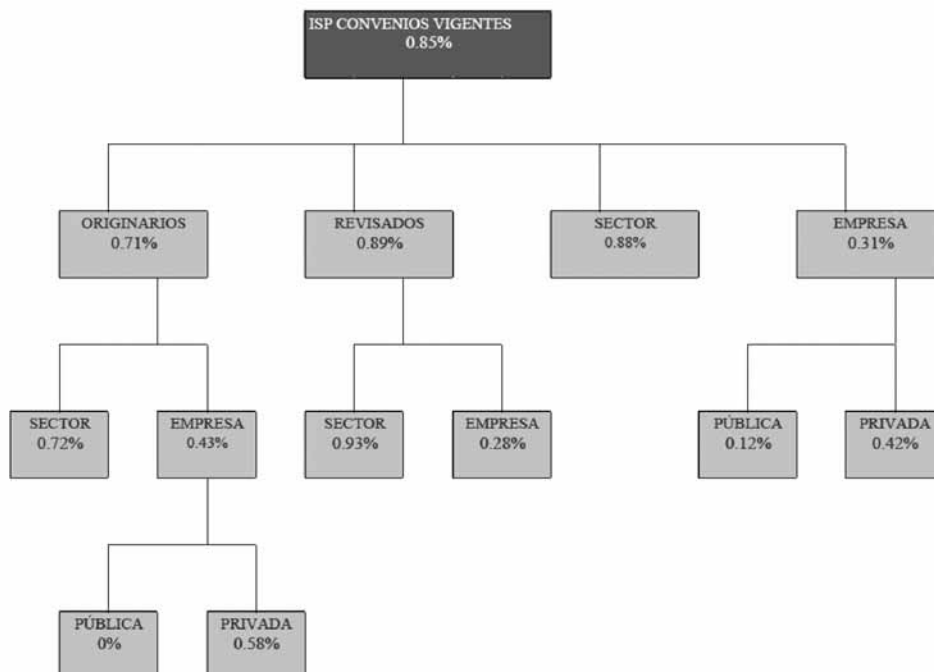 ISP CONVENIOS VIGENTES
0.85%
ORIGINARIOS
0.71%
REVISADOS
0.89%
SECTOR
0.88%
EMPRESA
0.31%
SECTOR
0.72%
EMPRESA
0.43%
SECTOR
0.93%
EMPRESA
0.28%
PÚBLICA
0.12%
PRIVADA
0.42%
PÚBLICA
0%
PRIVADA
0.58%